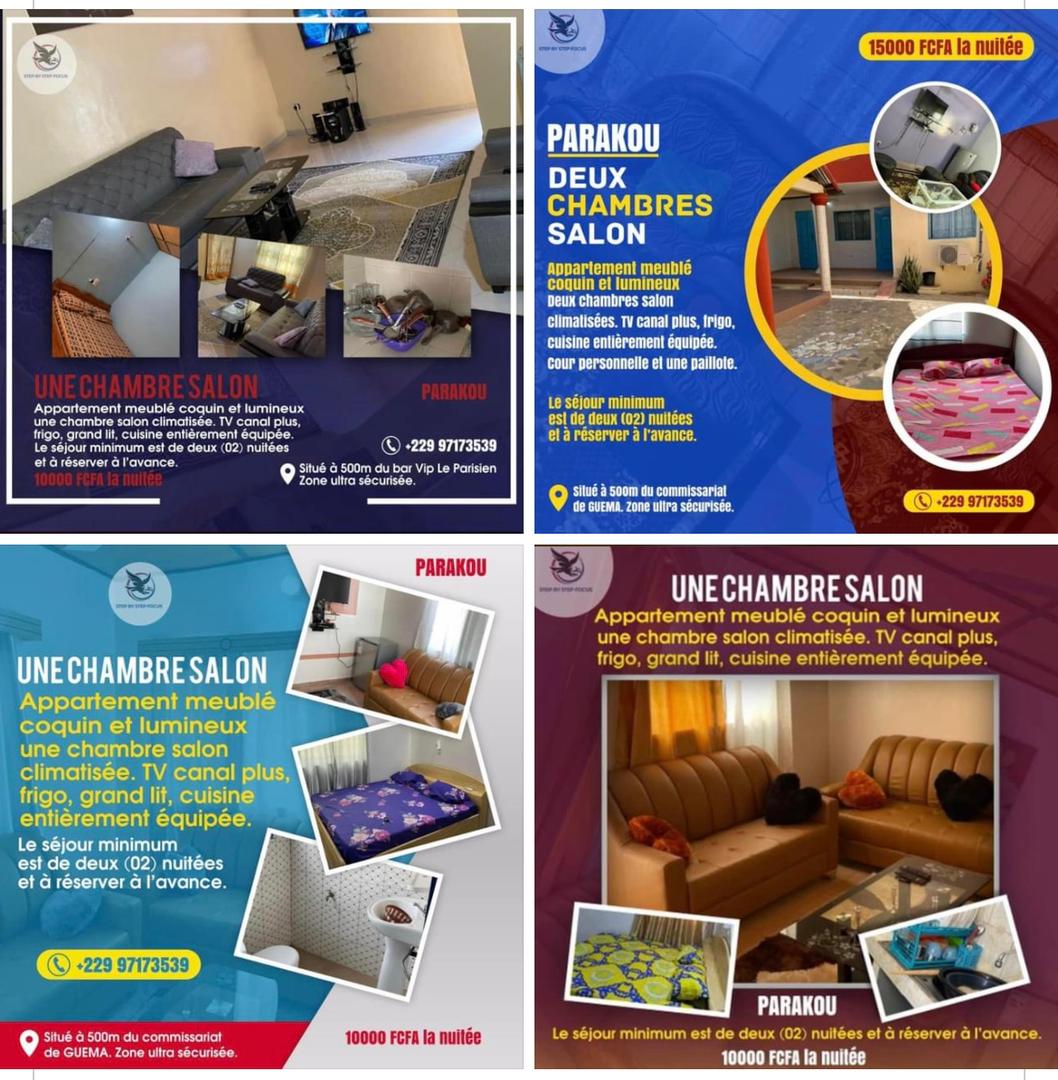 STEP-BY STEP-FOCUS
UNE CHAMBRE SALON
PARAKOU
Appartement meublé coquin et lumineux
une chambre salon climatisée. TV canal plus,
frigo, grand lit, cuisine entièrement équipée.
Le séjour minimum est de deux (02) nuitées
et à réserver à l'avance.
10000 FCFA la nuitée
+229 97173539
Situé à 500m du bar Vip Le Parisien
Zone ultra sécurisée.
STEP-BY STEP-FOCUS
15000 FCFA la nuitée
PARAKOU
DEUX
CHAMBRES
SALON
Appartement meublé
coquin et lumineux
Deux chambres salon
climatisées. TV canal plus, frigo,
cuisine entièrement équipée.
cour personnelle et une paillote.
Le séjour minimum
est de deux (02) nuitées
et à réserver à l'avance.
Situé à 500m du commissariat
de GUEMA. Zone ultra sécurisée.
+229 97173539
STEP-BY STEP-FOCUS
PARAKOU
UNE CHAMBRE SALON
Appartement meublé
coquin et lumineux
une chambre salon
climatisée. TV canal plus,
frigo, grand lit, cuisine
entièrement équipée.
Le séjour minimum
est de deux (02) nuitées
et à réserver à l'avance.
+229 97173539
Situé à 500m du commissariat
de GUEMA. Zone ultra sécurisée.
10000 FCFA la nuitée
STEP-BY STEP-FOCUS
UNE CHAMBRE SALON
Appartement meublé coquin et lumineux
une chambre salon climatisée. TV canal plus,
frigo, grand lit, cuisine entièrement équipée.
PARAKOU
Le séjour minimum est de deux (02) nuitées et à réserver à l'avance.
10000 FCFA la nuitée